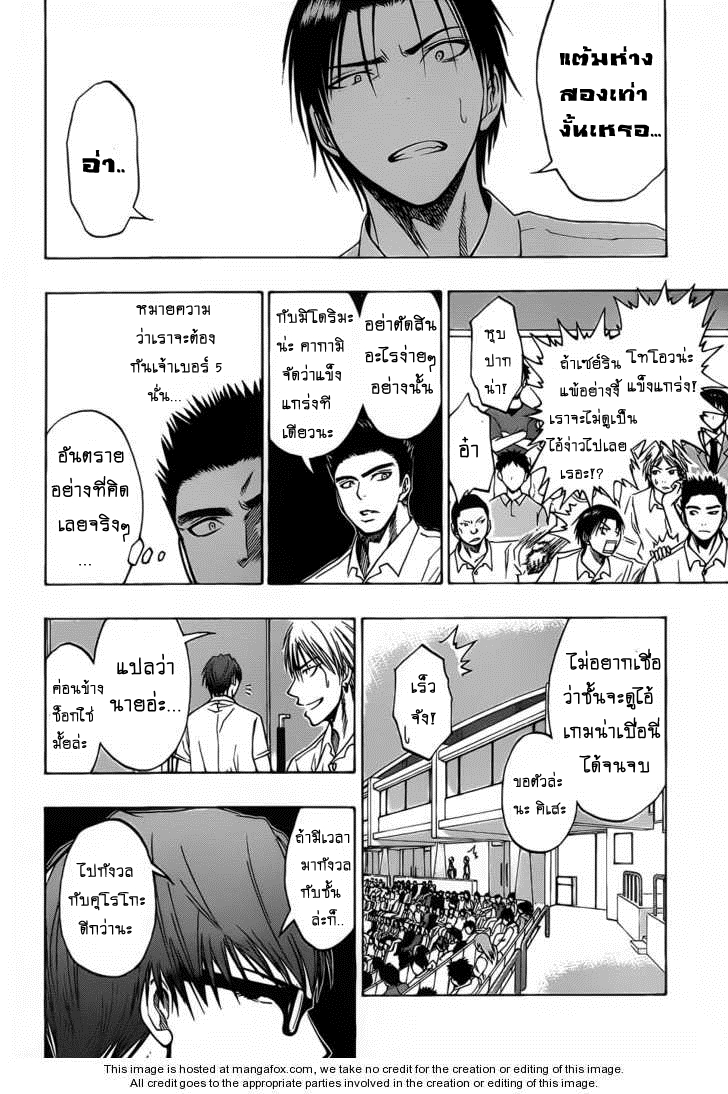 แต้มห่าง
สองเท่า
งั้นเหรอ...
อ่า..
โทโอวน่ะ
แข็งแกร่ง!
ถ้าเซย์ริน
แพ้อย่างงี้
เราจะไม่ดูเป็น
ไอ้ง่าวไปเลย
เรอะ!?
หุบ
ปาก
น่า!
อ๋า
อย่าตัดสิน
อะไรง่ายๆ
อย่างนั้น
กับมิโดริมะ
น่ะ คากามิ
จัดว่าแข็ง
แกร่งที
เดียวนะ
หมายความ
ว่าเราจะต้อง
กันเจ้าเบอร์ 5
นั่น...
อันตราย
อย่างที่คิด
เลยจริงๆ
...
ไม่อยากเชื่อ
ว่าชั้นจะดูไอ้
เกมน่าเบื่อนี่
ได้จนจบ
ขอตัวล่ะ
นะ คิเสะ
เร็ว
จัง!
แปลว่า
นายอ่ะ...
ค่อนข้าง
ช็อกใช่
มั้ยล่ะ
ถ้ามีเวลา
มากังวล
กับชั้น
ล่ะก็..
ไปกังวล
กับคุโรโกะ
ดีกว่านะ
This image is hosted at mangafox.com, we take no credit for the creation or editing of this image.
All credit goes to the appropriate parties involved in the creation or editing of this image.